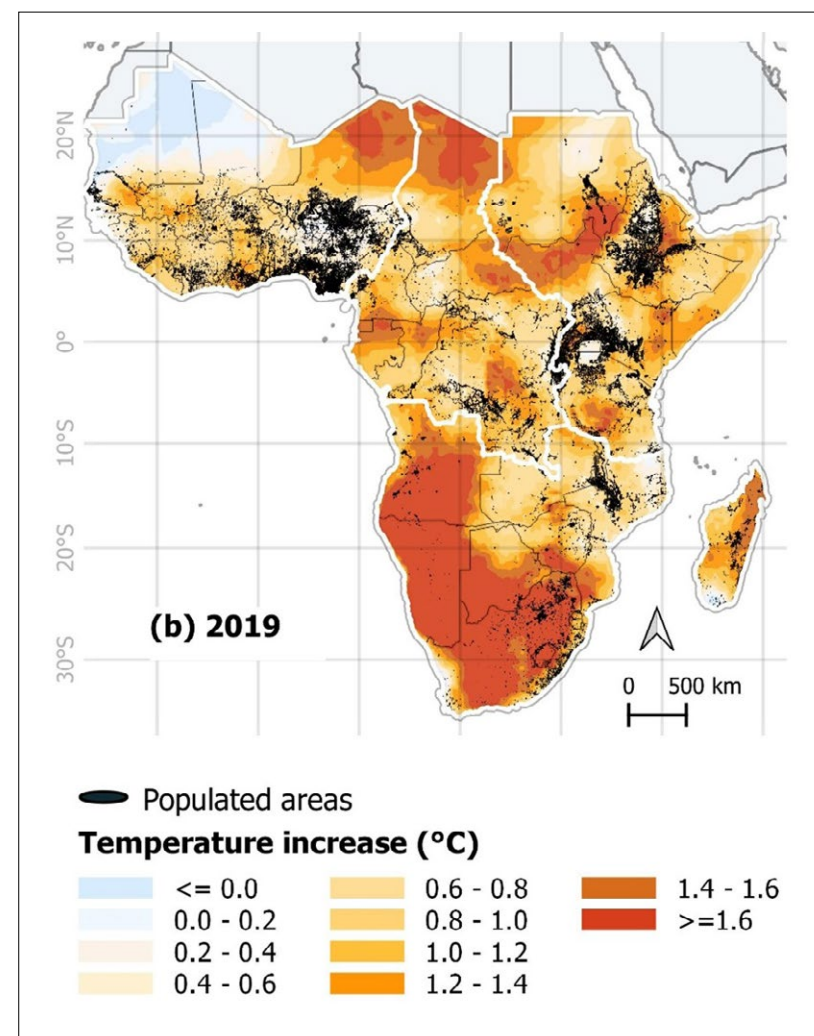 20°N
10°N
0°
10°S
20°S
30°S
(b) 2019
0 500 km
Populated areas
Temperature increase (°C)
<= 0.0
0.0 - 0.2
0.2 - 0.4
0.4 - 0.6
0.6 - 0.8
0.8 - 1.0
1.0 - 1.2
1.2 - 1.4
1.4 - 1.6
>=1.6